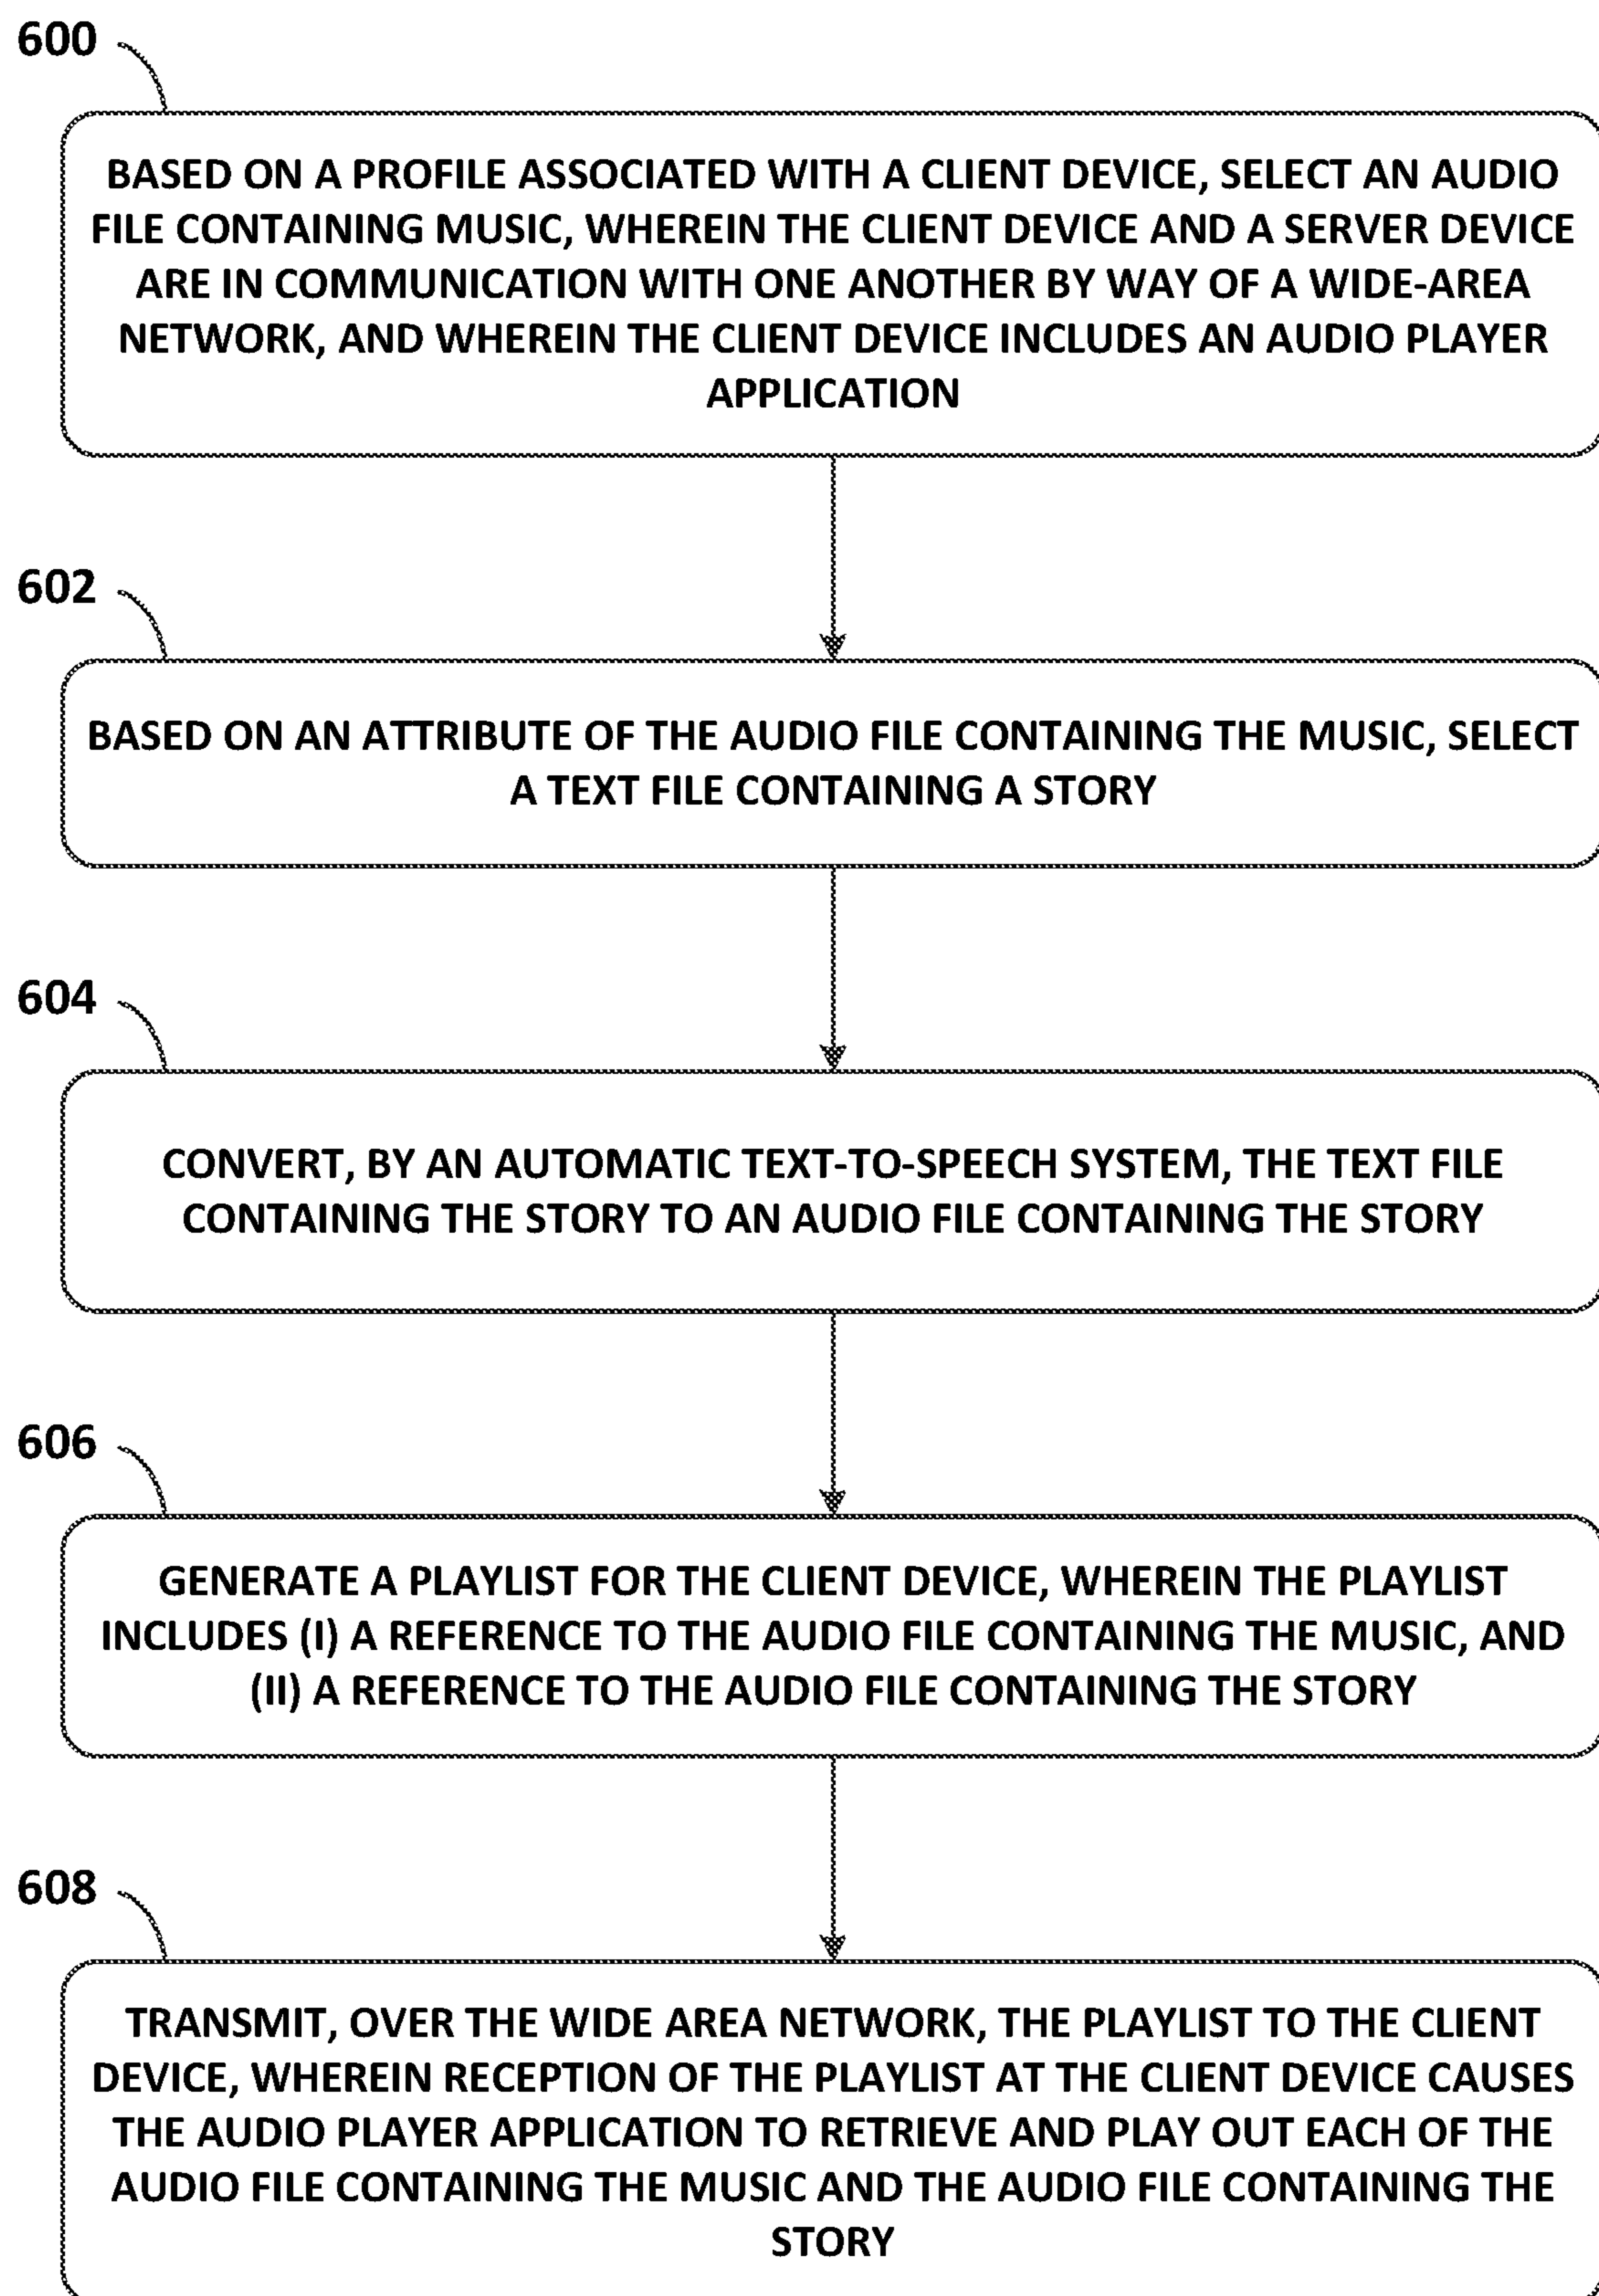 600
BASED ON A PROFILE ASSOCIATED WITH A CLIENT DEVICE, SELECT AN AUDIO
FILE CONTAINING MUSIC, WHEREIN THE CLIENT DEVICE AND A SERVER DEVICE
ARE IN COMMUNICATION WITH ONE ANOTHER BY WAY OF A WIDE-AREA
NETWORK, AND WHEREIN THE CLIENT DEVICE INCLUDES AN AUDIO PLAYER
APPLICATION
602
BASED ON AN ATTRIBUTE OF THE AUDIO FILE CONTAINING THE MUSIC, SELECT
A TEXT FILE CONTAINING A STORY
604
CONVERT, BY AN AUTOMATIC TEXT-TO-SPEECH SYSTEM, THE TEXT FILE
CONTAINING THE STORY TO AN AUDIO FILE CONTAINING THE STORY
606
GENERATE A PLAYLIST FOR THE CLIENT DEVICE, WHEREIN THE PLAYLIST
INCLUDES (I) A REFERENCE TO THE AUDIO FILE CONTAINING THE MUSIC, AND
(II) A REFERENCE TO THE AUDIO FILE CONTAINING THE STORY
608
TRANSMIT, OVER THE WIDE AREA NETWORK, THE PLAYLIST TO THE CLIENT
DEVICE, WHEREIN RECEPTION OF THE PLAYLIST AT THE CLIENT DEVICE CAUSES
THE AUDIO PLAYER APPLICATION TO RETRIEVE AND PLAY OUT EACH OF THE
AUDIO FILE CONTAINING THE MUSIC AND THE AUDIO FILE CONTAINING THE
STORY